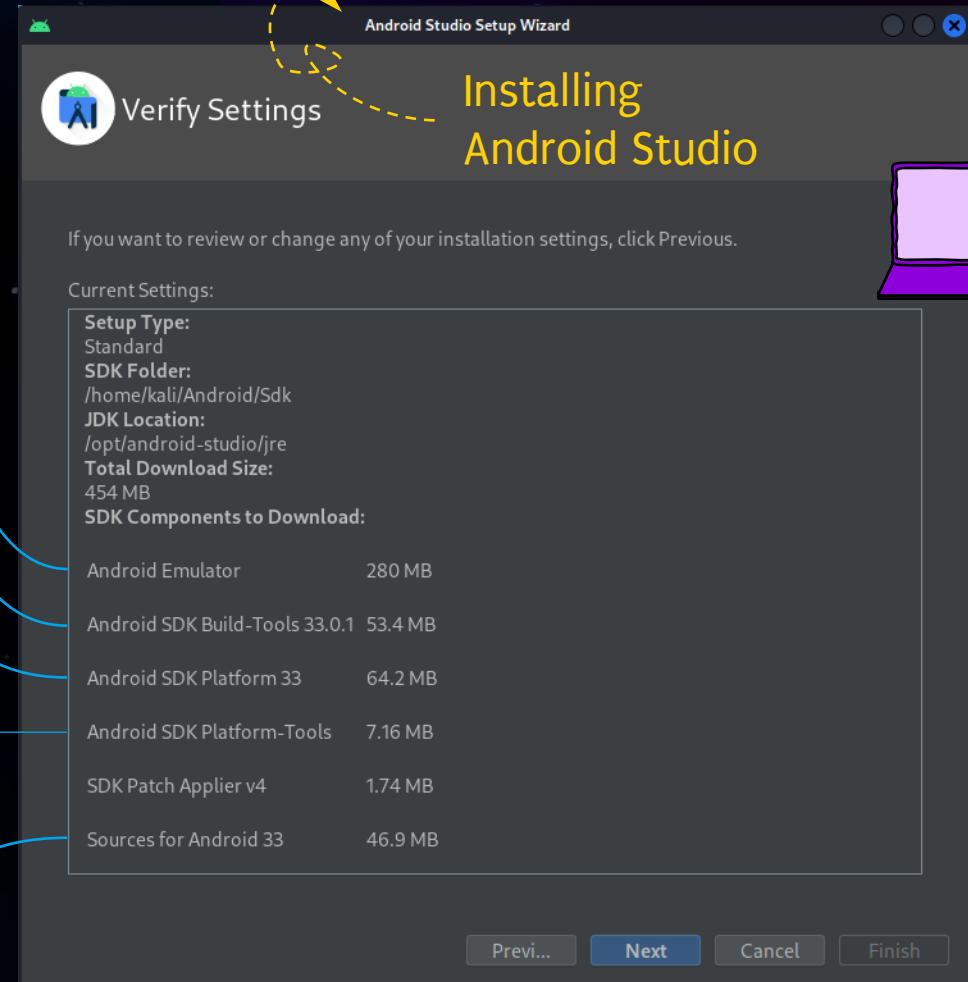 Android Studio Setup Wizard
Verify Settings
Installing
Android Studio
If you want to review or change any of your installation settings, click Previous.
Current Settings:
Setup Type:
Standard
SDK Folder:
/home/kali/Android/Sdk
JDK Location:
/opt/android-studio/jre
Total Download Size:
454 MB
SDK Components to Download:
Android Emulator 280 MB
Android SDK Build-Tools 33.0.1 53.4 MB
Android SDK Platform 33 64.2 MB
Android SDK Platform-Tools 7.16 MB
SDK Patch Applier v4 1.74 MB
Sources for Android 33 46.9 MB
Previ... Next Cancel Finish